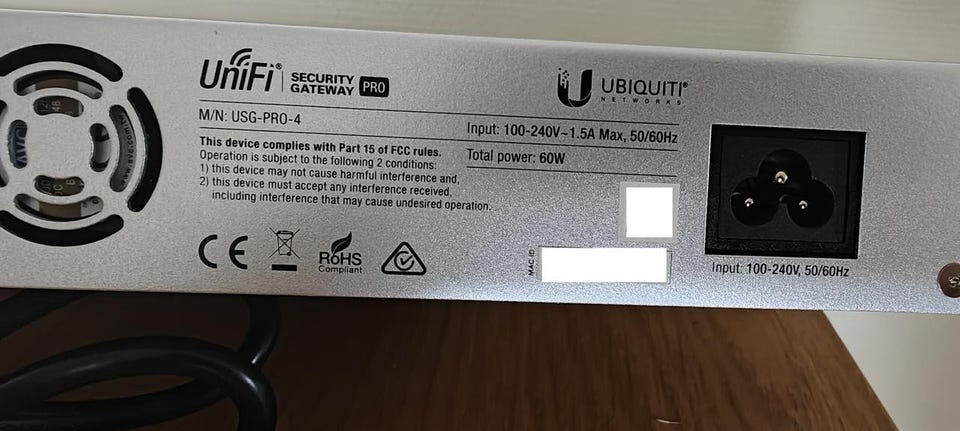 UniFi® SECURITY GATEWAY PRO
UBIQUITI®
NETWORKS
M/N: USG-PRO-4
Input: 100-240V~1.5A Max, 50/60Hz
Total power: 60W
This device complies with Part 15 of FCC rules.
Operation is subject to the following 2 conditions:
1) this device may not cause harmful interference and,
2) this device must accept any interference received,
including interference that may cause undesired operation.
CE
RoHS
Compliant
MAC ID
Input: 100-240V, 50/60Hz
AVC